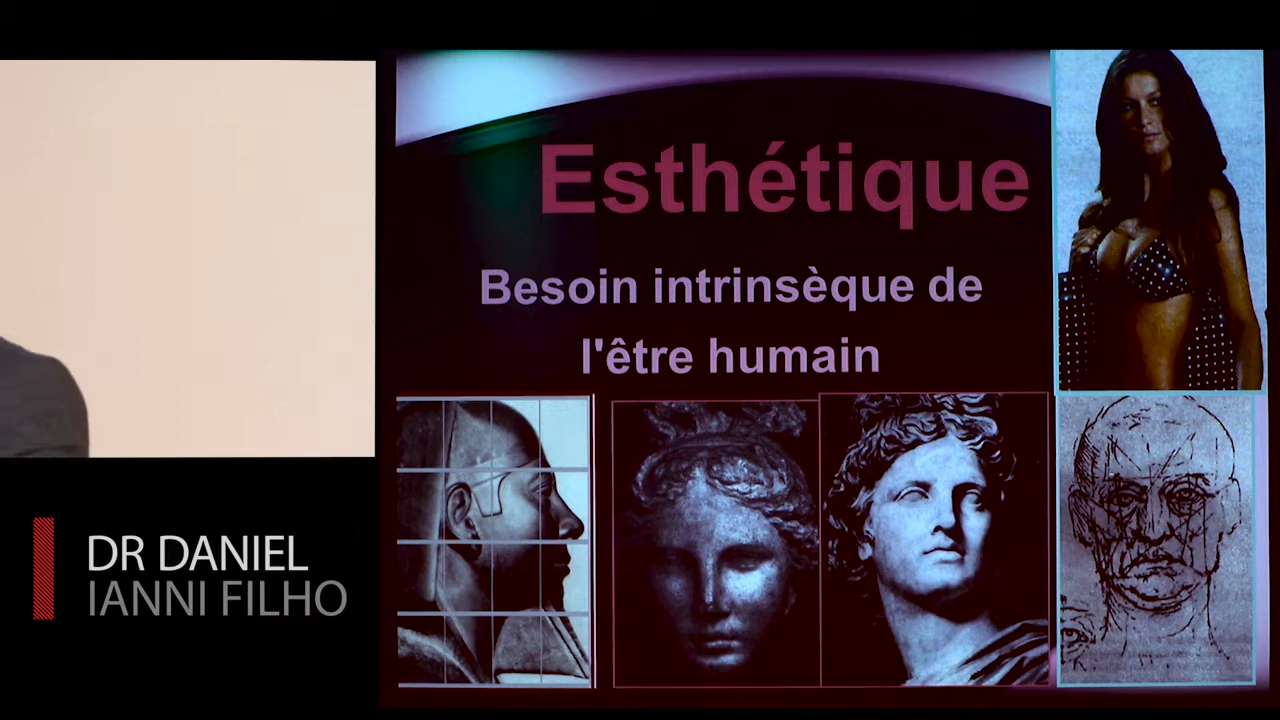 Esthétique
Besoin intrinsèque de
l'être humain
DR DANIEL
IANNI FILHO